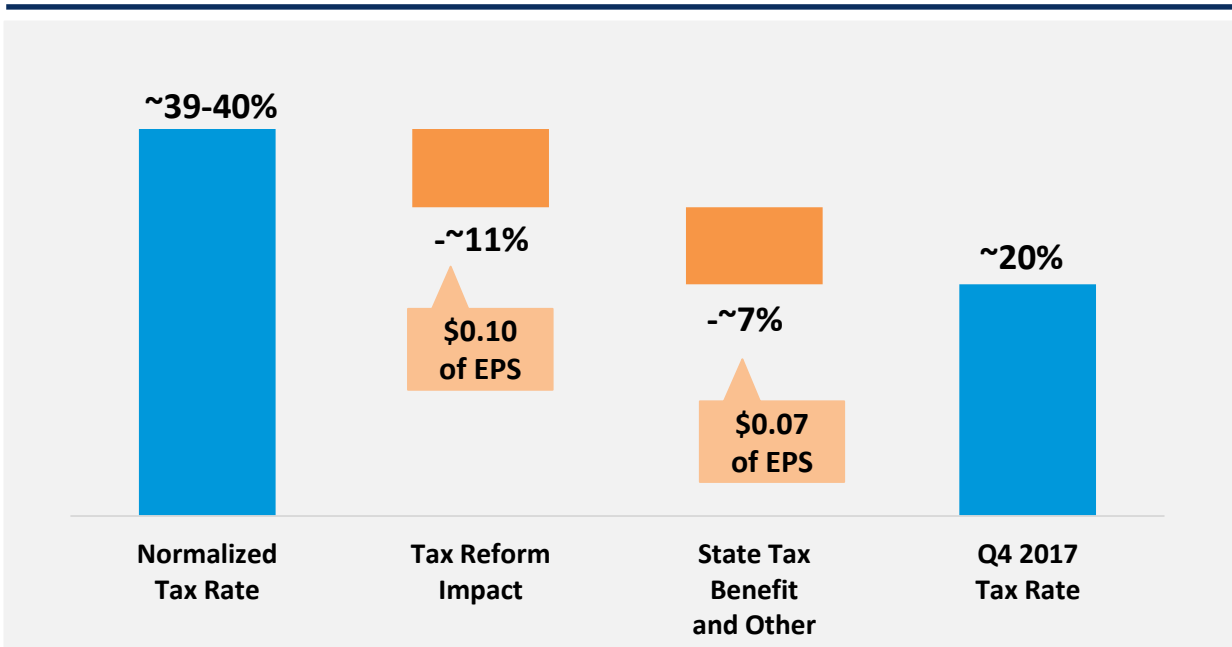 ~39-40%
-~11%
$0.10
of EPS
-~7%
$0.07
of EPS
~20%
Normalized
Tax Rate
Tax Reform
Impact
State Tax
Benefit
and Other
Q4 2017
Tax Rate